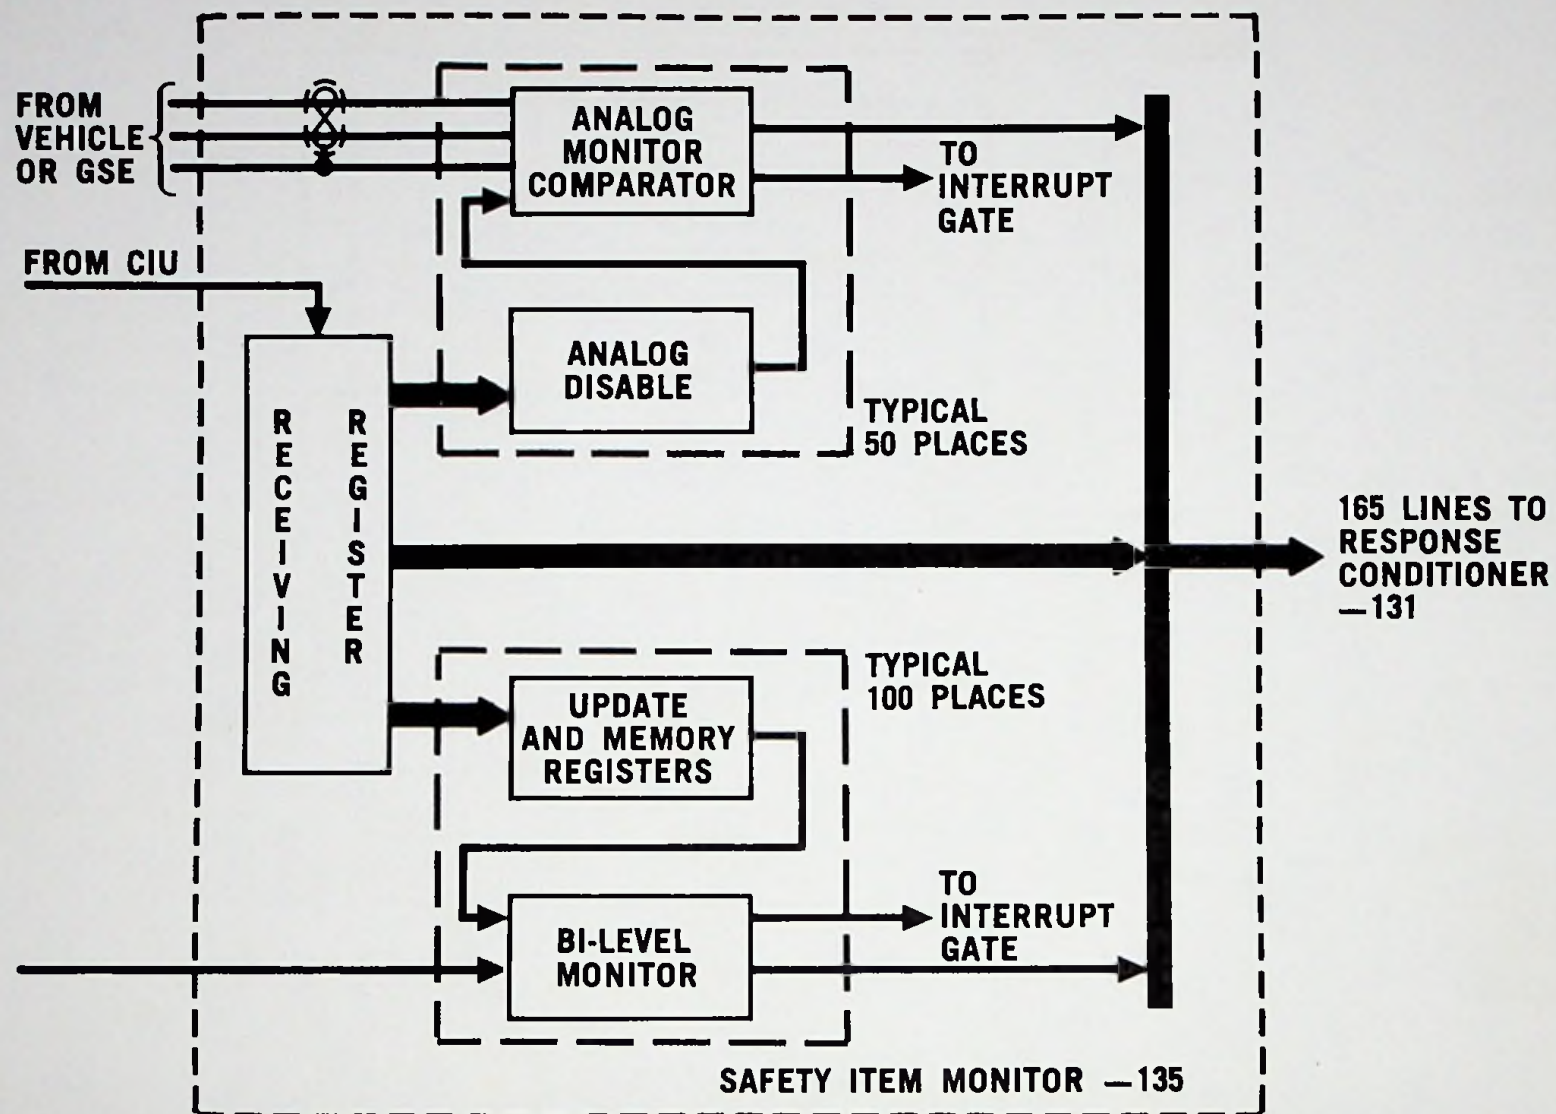 FROM
VEHICLE
OR GSE
ANALOG
MONITOR
COMPARATOR
TO
INTERRUPT
GATE
FROM CIU
ANALOG
DISABLE
TYPICAL
50 PLACES
RECEIVING
REGISTER
165 LINES TO
RESPONSE
CONDITIONER
—131
TYPICAL
100 PLACES
UPDATE
AND MEMORY
REGISTERS
TO
INTERRUPT
GATE
BI-LEVEL
MONITOR
SAFETY ITEM MONITOR —135